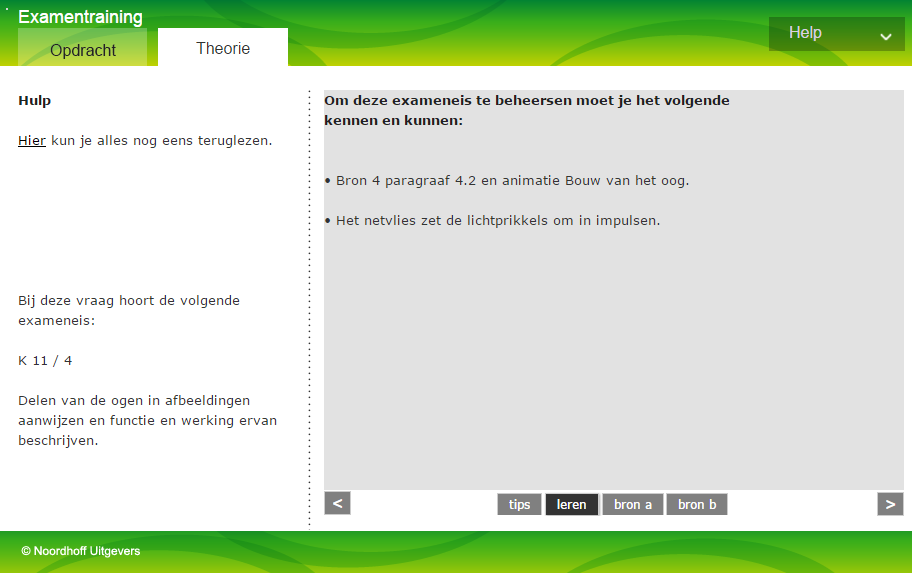 Examentraining
Opdracht
Theorie
Help
Hulp
Hier kun je alles nog eens teruglezen.
Bij deze vraag hoort de volgende
exameneis:
K 11 / 4
Delen van de ogen in afbeeldingen
aanwijzen en functie en werking ervan
beschrijven.
Om deze exameneis te beheersen moet je het volgende
kennen en kunnen:
• Bron 4 paragraaf 4.2 en animatie Bouw van het oog.
• Het netvlies zet de lichtprikkels om in impulsen.
<
tips
leren
bron a
bron b
>
© Noordhoff Uitgevers